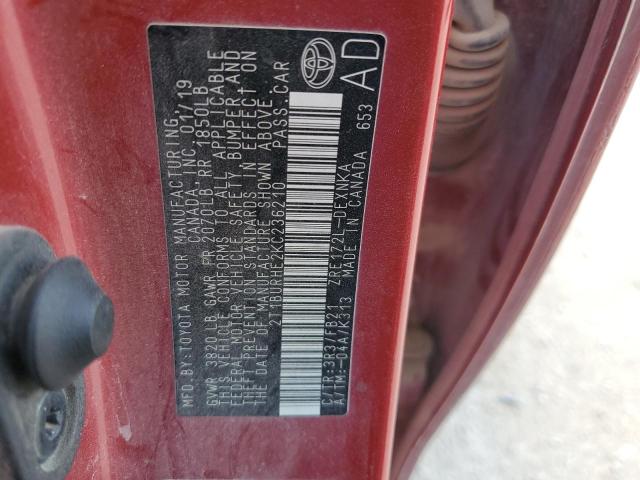 MFD.BY:TOYOTA MOTOR MANUFACTURING
CANADA, INC. 01/19
GVWR 3820LB GAWR FR 2020LB RR 1850LB
THIS VEHICLE CONFORMS TO ALL APPLICABLE
FEDERAL MOTOR VEHICLE SAFETY, BUMPER AND
THEFT PREVENTION STANDARDS IN EFFECT ON
THE DATE OF MANUFACTURE SHOWN ABOVE.
2T1BURHE2KC236210 PASS.CAR
C/TR:3R3/FB21 ZRE172L-DEXNKA
A/TM:-04A/K313 MADE IN CANADA 653
AD